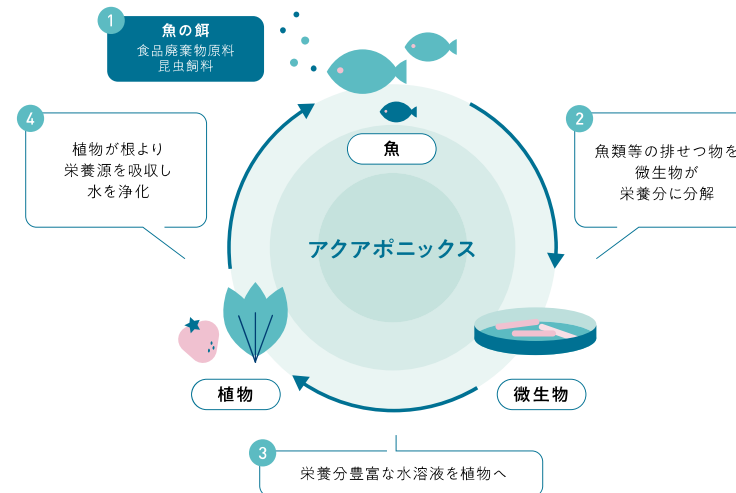 1
魚の餌
食品廃棄物原料
昆虫飼料
4
植物が根より
栄養源を吸収し
水を浄化
魚
2
魚類等の排せつ物を
微生物が
栄養分に分解
アクアポニックス
植物
微生物
3
栄養分豊富な水溶液を植物へ